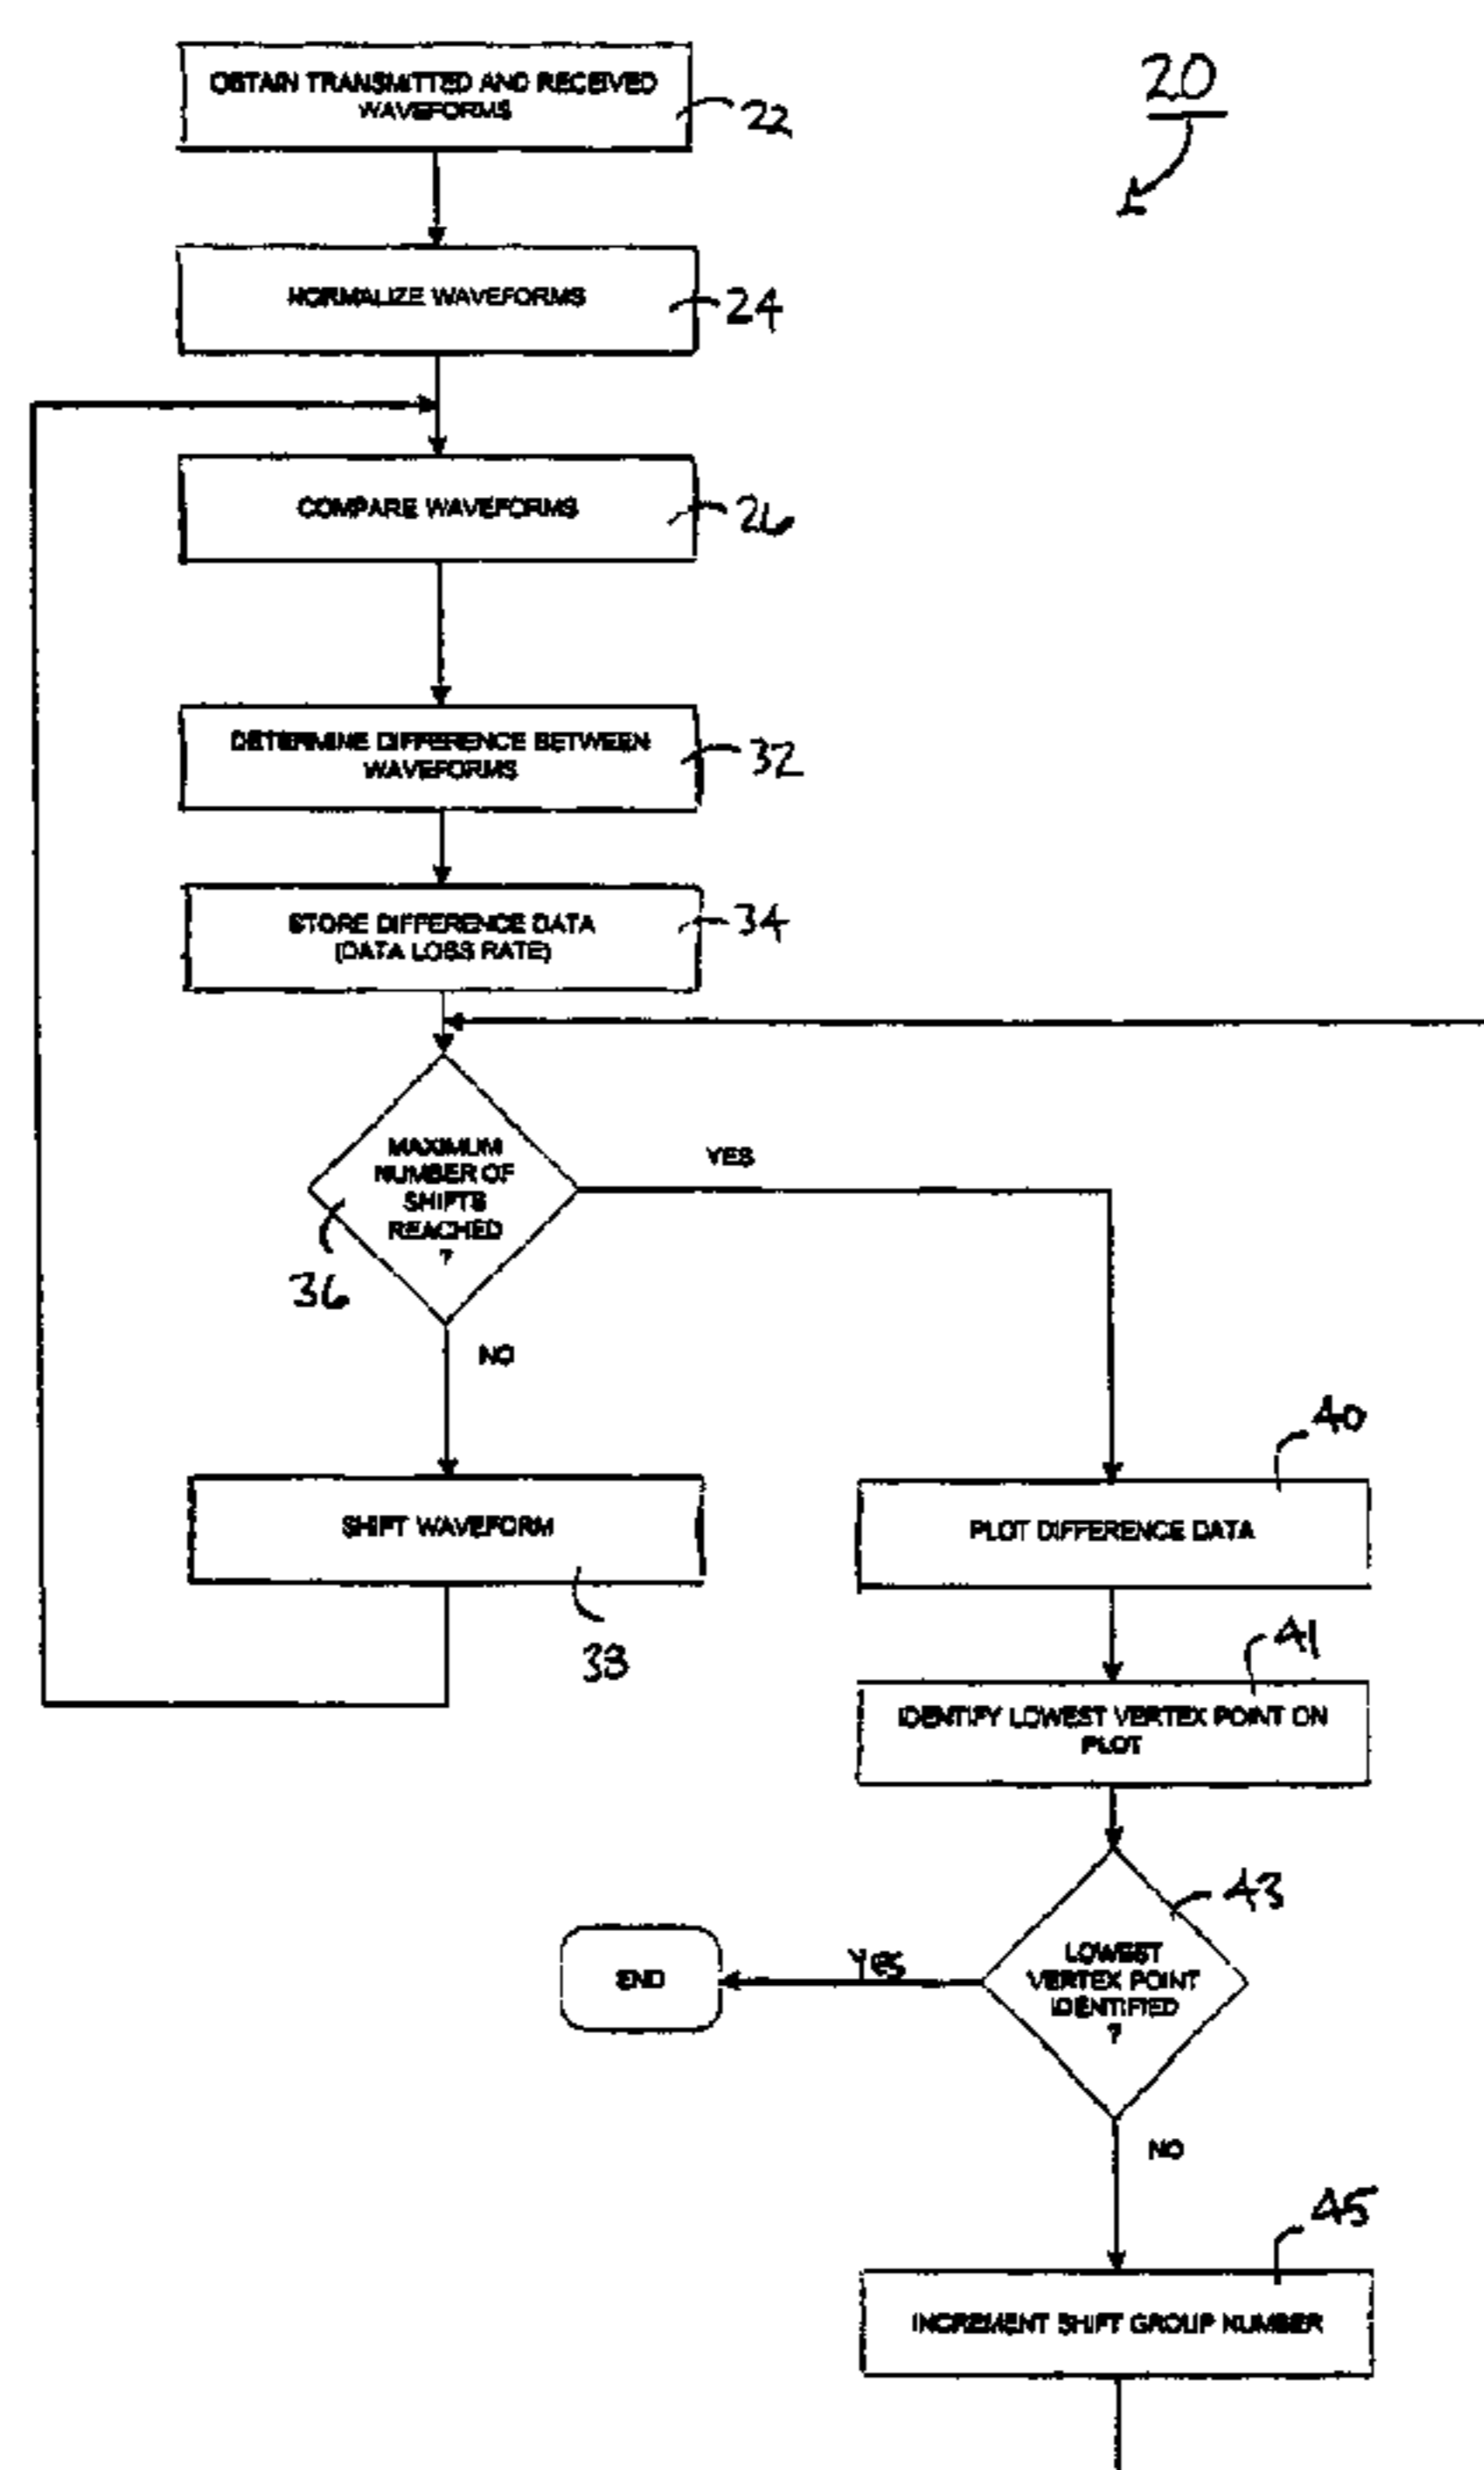 OBTAIN TRANSMITTED AND RECEIVED
WAVEFORMS
22
20
NORMALIZE WAVEFORMS
24
COMPARE WAVEFORMS
26
DETERMINE DIFFERENCE BETWEEN
WAVEFORMS
32
STORE DIFFERENCE DATA
(DATA LOSS RATE)
34
MAXIMUM
NUMBER OF
SHIFTS
REACHED
?
36
YES
NO
SHIFT WAVEFORM
38
40
PLOT DIFFERENCE DATA
41
IDENTIFY LOWEST VERTEX POINT ON
PLOT
43
LOWEST
VERTEX POINT
IDENTIFIED
?
YES
END
NO
45
INCREMENT SHIFT GROUP NUMBER